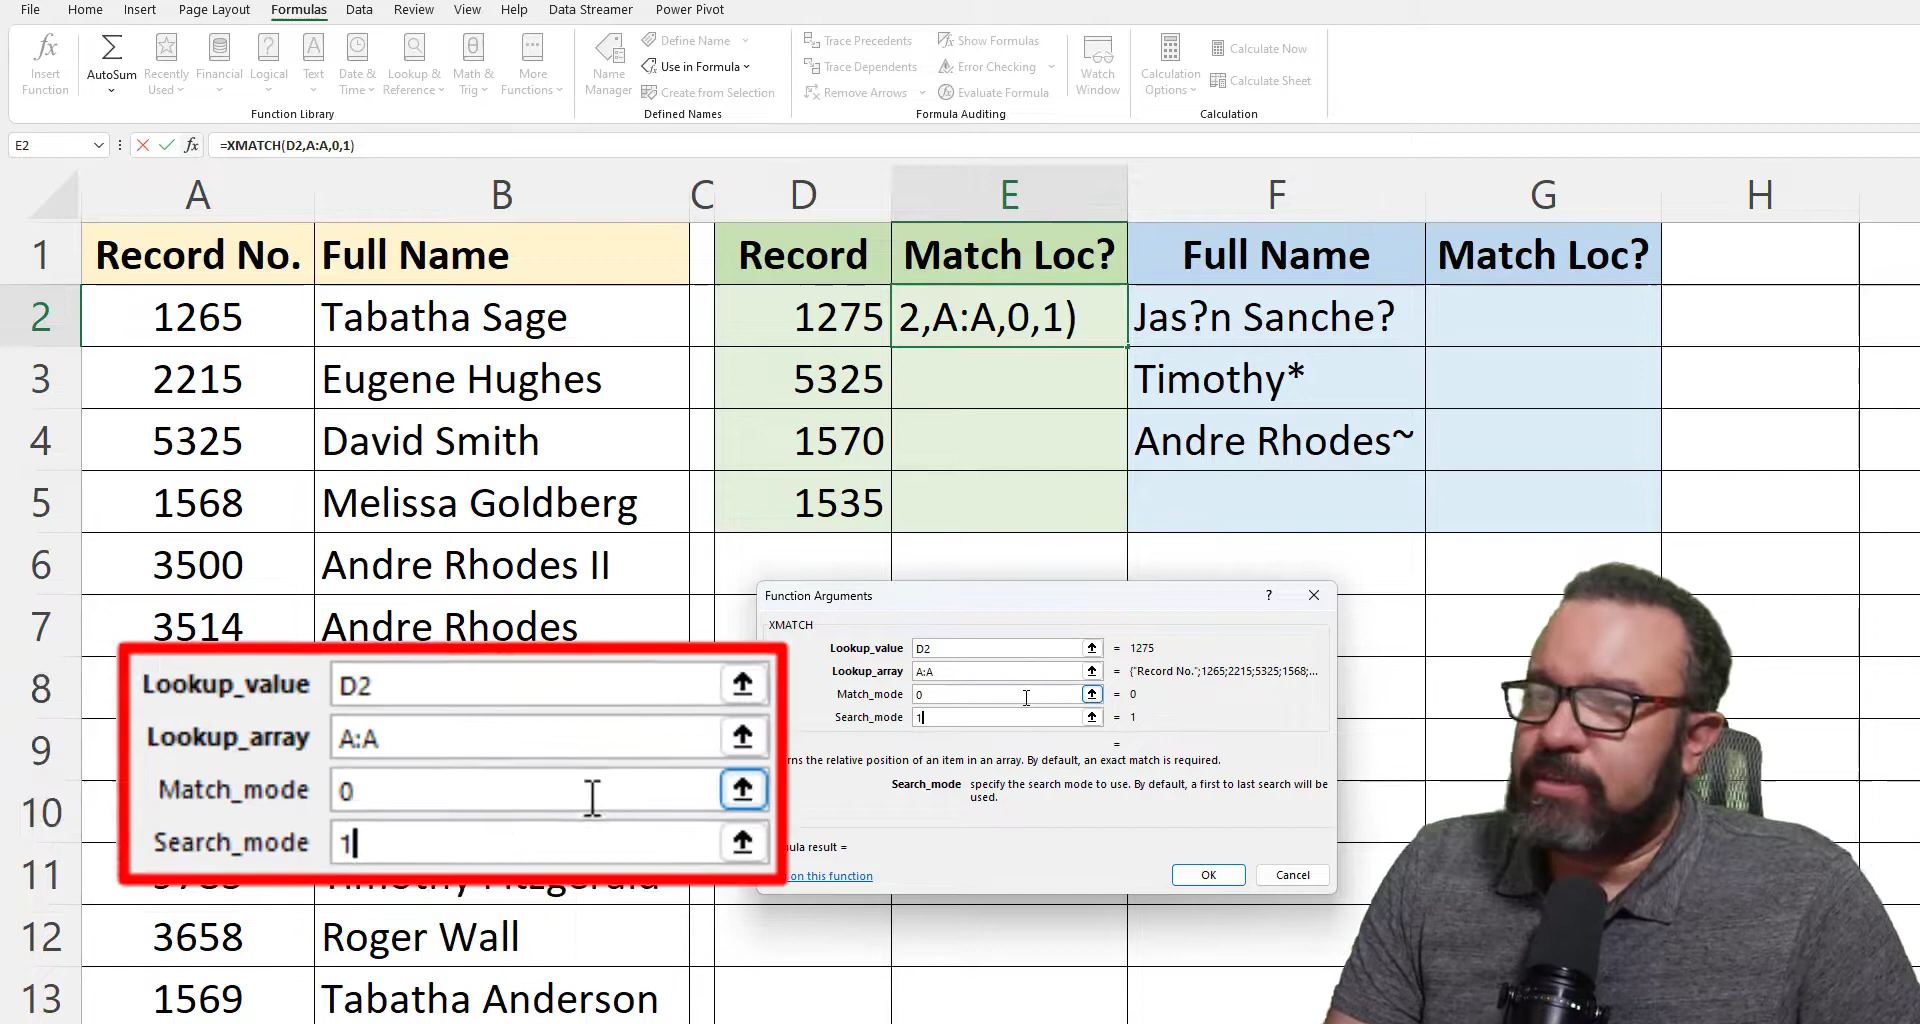 File Home Insert Page Layout Formulas Data Review View Help Data Streamer Power Pivot
Insert Function
AutoSum
Recently Used
Financial
Logical
Text
Date & Time
Lookup & Reference
Math & Trig
More Functions
Function Library
Name Manager
Define Name
Use in Formula
Create from Selection
Defined Names
Trace Precedents
Trace Dependents
Remove Arrows
Show Formulas
Error Checking
Evaluate Formula
Formula Auditing
Watch Window
Calculation Options
Calculate Now
Calculate Sheet
Calculation
E2 fx =XMATCH(D2,A:A,0,1)
A B C D E F G H
1 Record No. Full Name Record Match Loc? Full Name Match Loc?
2 1265 Tabatha Sage 1275 2,A:A,0,1) Jas?n Sanche?
3 2215 Eugene Hughes 5325 Timothy*
4 5325 David Smith 1570 Andre Rhodes~
5 1568 Melissa Goldberg 1535
6 3500 Andre Rhodes II
7 3514 Andre Rhodes
8
9
10
11 Timothy Fitzgerald
12 3658 Roger Wall
13 1569 Tabatha Anderson
Lookup_value D2
Lookup_array A:A
Match_mode 0
Search_mode 1
Function Arguments ?
XMATCH
Lookup_value D2 = 1275
Lookup_array A:A = {"Record No.";1265;2215;5325;1568;...
Match_mode 0 = 0
Search_mode 1 = 1
=
rns the relative position of an item in an array. By default, an exact match is required.
Search_mode specify the search mode to use. By default, a first to last search will be
used.
ula result =
on this function
OK Cancel